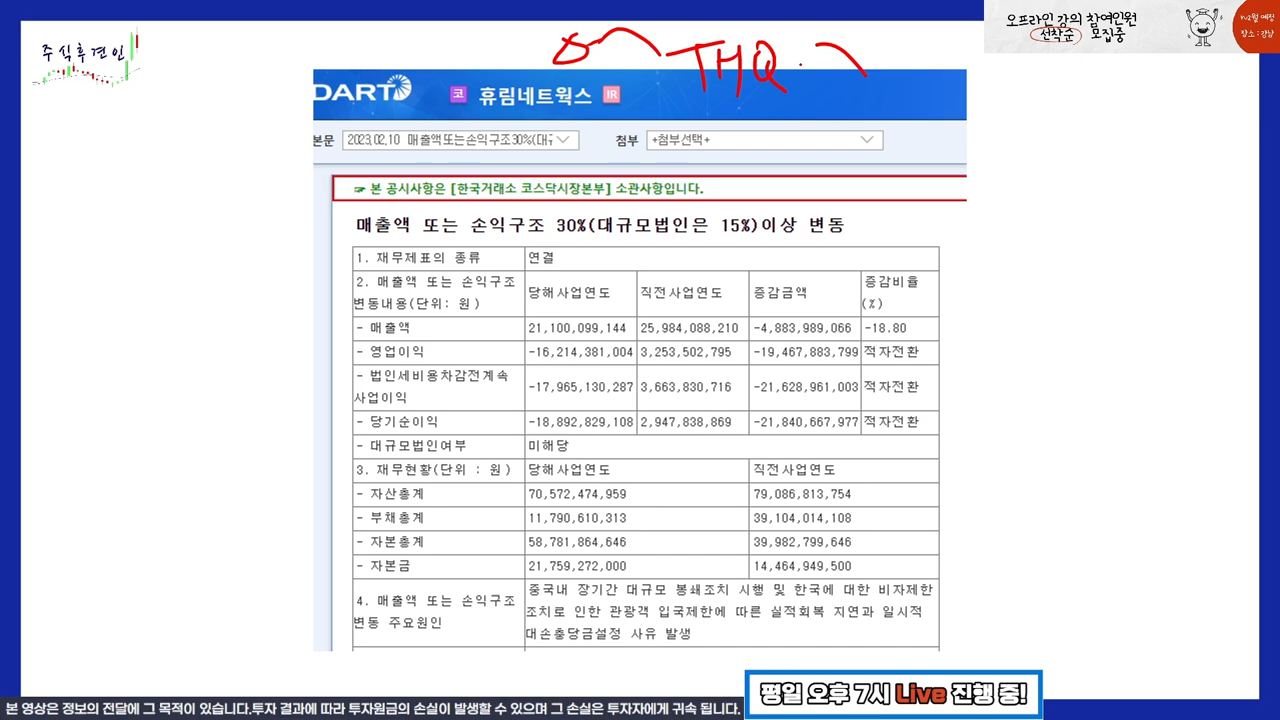 오프라인 강의 참여인원
선착순 모집중
11/2월 예정
장소 : 강남
주식후견인
THQ
DART 코 휴림네트웍스 IR
본문 2023.02.10 매출액또는손익구조30%(대규 첨부 +첨부선택+
☞ 본 공시사항은 [한국거래소 코스닥시장본부] 소관사항입니다.
매출액 또는 손익구조 30%(대규모법인은 15%)이상 변동
1. 재무제표의 종류 연결
2. 매출액 또는 손익구조 변동내용(단위: 원) 당해사업연도 직전사업연도 증감금액 증감비율(%)
- 매출액 21,100,099,144 25,984,088,210 -4,883,989,066 -18.80
- 영업이익 -16,214,381,004 3,253,502,795 -19,467,883,799 적자전환
- 법인세비용차감전계속사업이익 -17,965,130,287 3,663,830,716 -21,628,961,003 적자전환
- 당기순이익 -18,892,829,108 2,947,838,869 -21,840,667,977 적자전환
- 대규모법인여부 미해당
3. 재무현황(단위 : 원) 당해사업연도 직전사업연도
- 자산총계 70,572,474,959 79,086,813,754
- 부채총계 11,790,610,313 39,104,014,108
- 자본총계 58,781,864,646 39,982,799,646
- 자본금 21,759,272,000 14,464,949,500
4. 매출액 또는 손익구조 변동 주요원인 중국내 장기간 대규모 봉쇄조치 시행 및 한국에 대한 비자제한
조치로 인한 관광객 입국제한에 따른 실적회복 지연과 일시적
대손충당금설정 사유 발생
평일 오후 7시 Live 진행 중!
본 영상은 정보의 전달에 그 목적이 있습니다.투자 결과에 따라 투자원금의 손실이 발생할 수 있으며 그 손실은 투자자에게 귀속 됩니다.